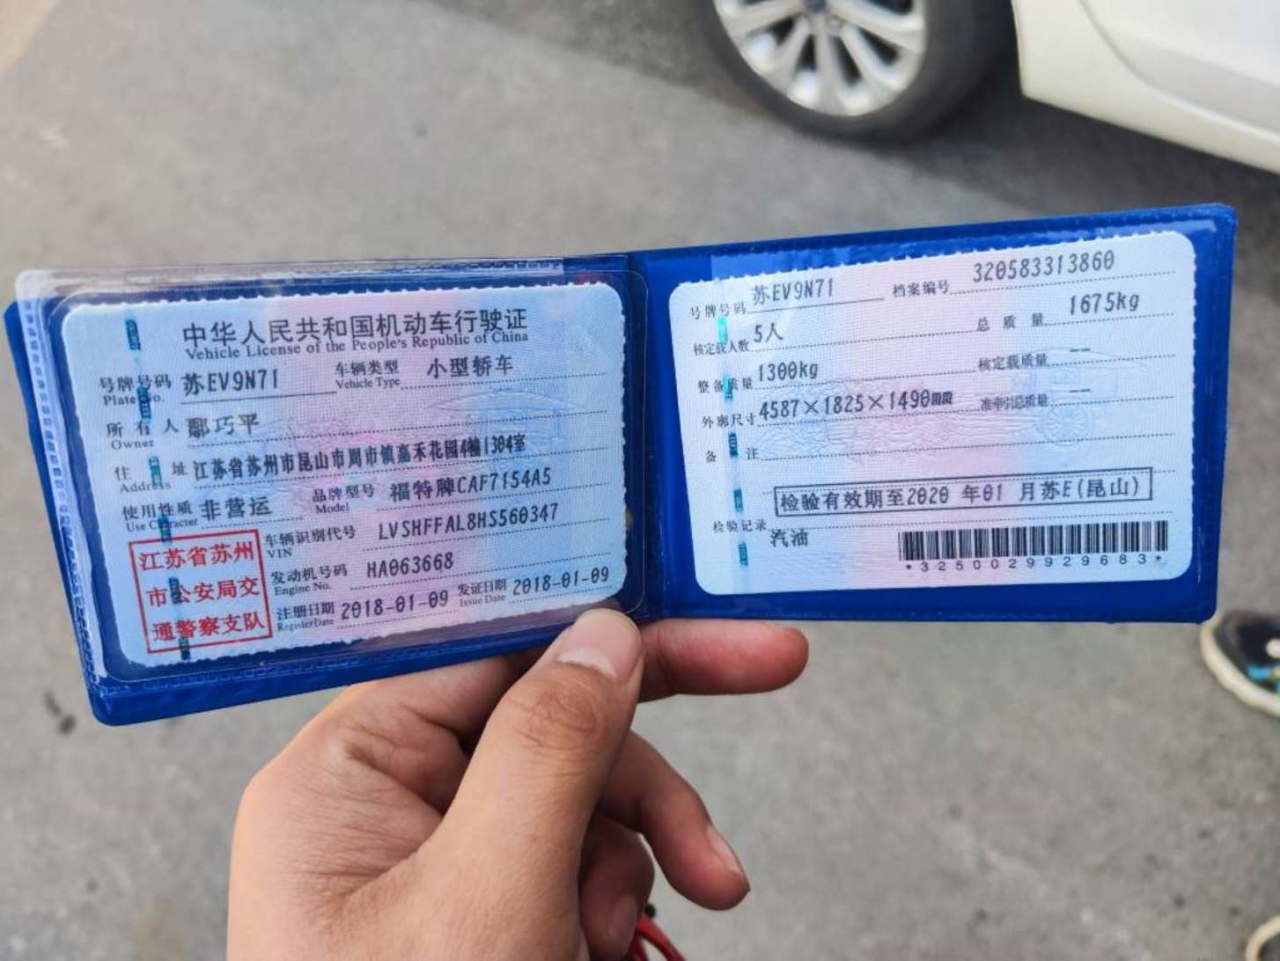 中华人民共和国机动车行驶证
Vehicle License of the People's Republic of China
号牌号码 苏EV9N71 车辆类型 小型轿车
Plate No. Vehicle Type
所有人 鄢巧平
Owner
住 址 江苏省苏州市昆山市周市镇嘉禾花园4幢1304室
Address
使用性质 非营运 品牌型号 福特牌CAF7154A5
Use Character Model
江苏省苏州
市公安局交
通警察支队
车辆识别代号 LVSHFFAL8HS560347
VIN
发动机号码 HA063668
Engine No.
注册日期 2018-01-09 发证日期 2018-01-09
Register Date Issue Date
号牌号码 苏EV9N71 档案编号 320583313860
核定载人数 5人 总质量 1675kg
整备质量 1300kg 核定载质量 --
外廓尺寸 4587×1825×1490mm 准牵引总质量 --
备 注
检验有效期至2020 年01 月苏E(昆山)
检验记录
汽油
*3250029929683*